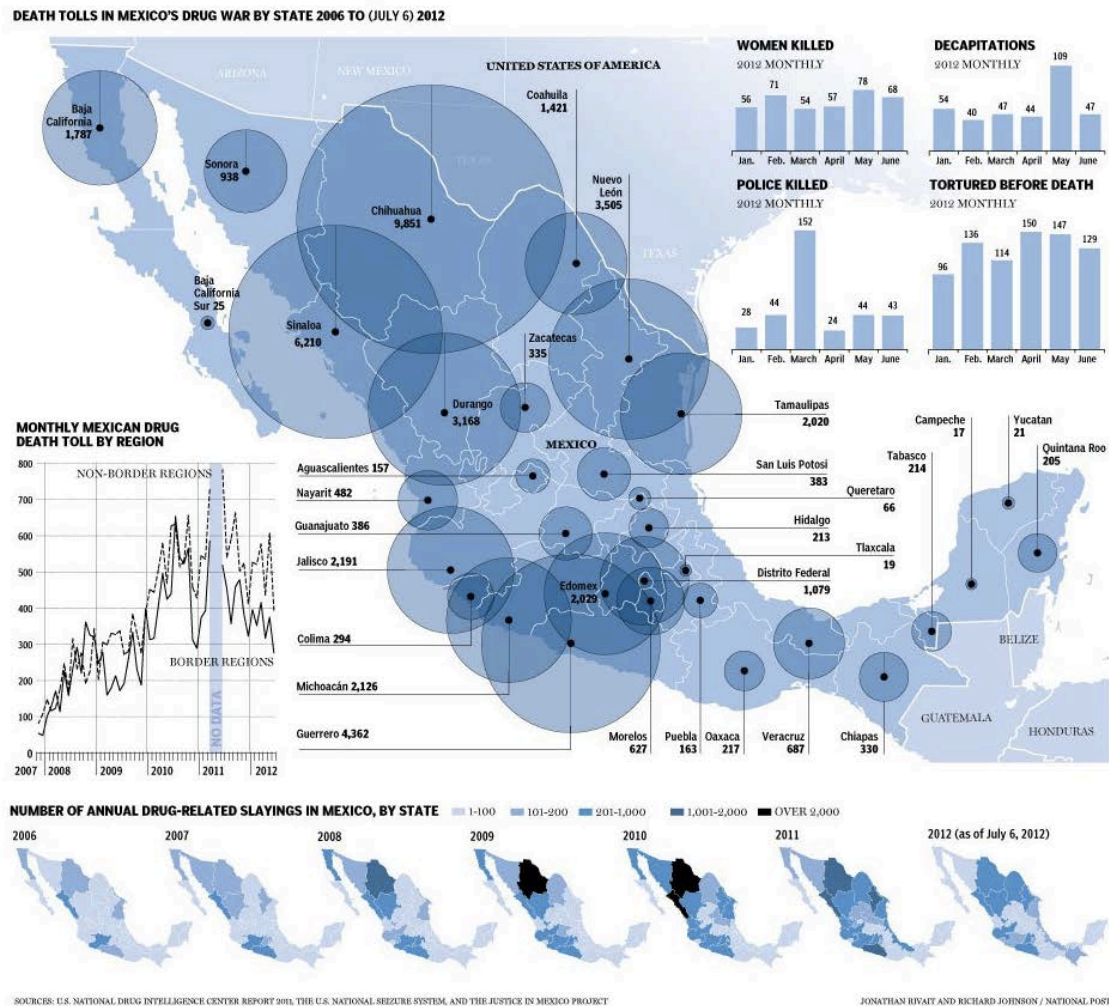 DEATH TOLLS IN MEXICO'S DRUG WAR BY STATE 2006 TO (JULY 6) 2012
ARIZONA
NEW MEXICO
UNITED STATES OF AMERICA
TEXAS
TEXAS
Baja
California
1,787
Sonora
938
Chihuahua
9,851
Coahuila
1,421
Nuevo
León
3,505
Baja
California
Sur 25
Sinaloa
6,210
Durango
3,168
Zacatecas
335
Tamaulipas
2,020
MEXICO
Aguascalientes 157
Nayarit 482
Guanajuato 386
Jalisco 2,191
Colima 294
Michoacán 2,126
Guerrero 4,362
Edomex
2,029
San Luis Potosi
383
Queretaro
66
Hidalgo
213
Tlaxcala
19
Distrito Federal
1,079
Morelos
627
Puebla
163
Oaxaca
217
Veracruz
687
Chiapas
330
Campeche
17
Yucatan
21
Tabasco
214
Quintana Roo
205
BELIZE
GUATEMALA
HONDURAS
WOMEN KILLED
2012 MONTHLY
56 71 54 57 78 68
Jan. Feb. March April May June
DECAPITATIONS
2012 MONTHLY
54 40 47 44 109 47
Jan. Feb. March April May June
POLICE KILLED
2012 MONTHLY
28 44 152 24 44 43
Jan. Feb. March April May June
TORTURED BEFORE DEATH
2012 MONTHLY
96 136 114 150 147 129
Jan. Feb. March April May June
MONTHLY MEXICAN DRUG
DEATH TOLL BY REGION
800
NON-BORDER REGIONS
700
600
500
400
300
BORDER REGIONS
200
100
0
NO DATA
2007 2008 2009 2010 2011 2012
NUMBER OF ANNUAL DRUG-RELATED SLAYINGS IN MEXICO, BY STATE
1-100 101-200 201-1,000 1,001-2,000 OVER 2,000
2006 2007 2008 2009 2010 2011 2012 (as of July 6, 2012)
SOURCES: U.S. NATIONAL DRUG INTELLIGENCE CENTER REPORT 2011, THE U.S. NATIONAL SEIZURE SYSTEM, AND THE JUSTICE IN MEXICO PROJECT
JONATHAN RIVAIT AND RICHARD JOHNSON / NATIONAL POST